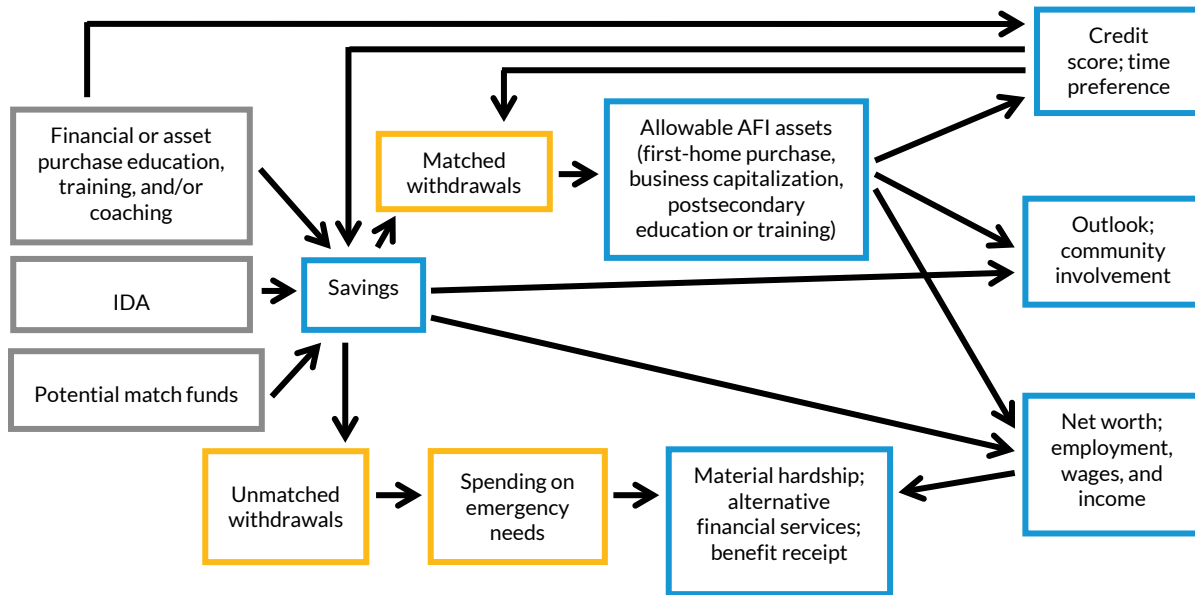 Credit
score; time
preference
Financial or asset
purchase education,
training, and/or
coaching
Matched
withdrawals
Allowable AFI assets
(first-home purchase,
business capitalization,
postsecondary
education or training)
Outlook;
community
involvement
IDA
Savings
Potential match funds
Net worth;
employment,
wages, and
income
Unmatched
withdrawals
Spending on
emergency
needs
Material hardship;
alternative
financial services;
benefit receipt